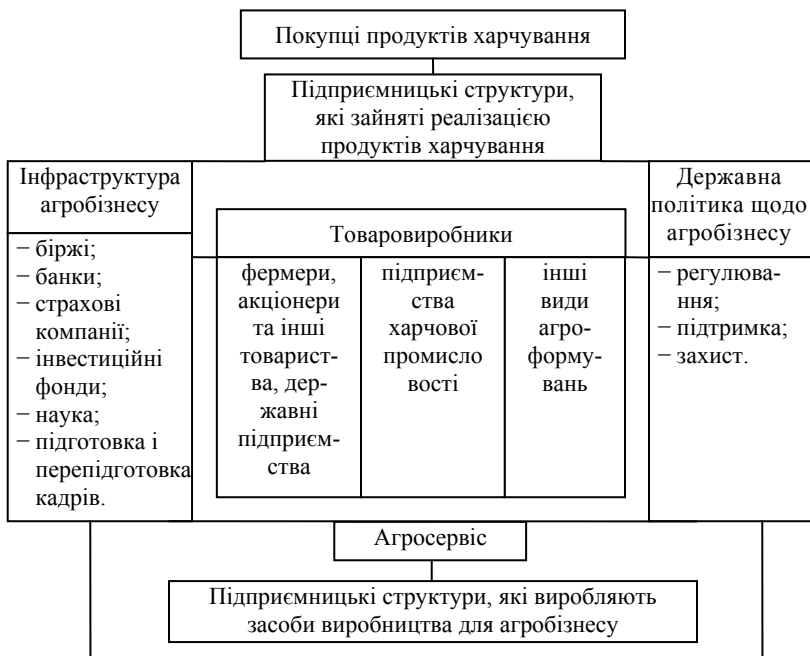 Покупці продуктів харчування
Підприємницькі структури,
які зайняті реалізацією
продуктів харчування
Інфраструктура
агробізнесу
− біржі;
− банки;
− страхові
компанії;
− інвестиційні
фонди;
− наука;
− підготовка і
перепідготовка
кадрів.
Товаровиробники
фермери,
акціонери
та інші
товарист-
ва, дер-
жавні
підприєм-
ства
підприєм-
ства
харчової
промисло
вості
інші
види
агро-
форму-
вань
Державна
політика щодо
агробізнесу
− регулюва-
ння;
− підтримка;
− захист.
Агросервіс
Підприємницькі структури, які виробляють
засоби виробництва для агробізнесу